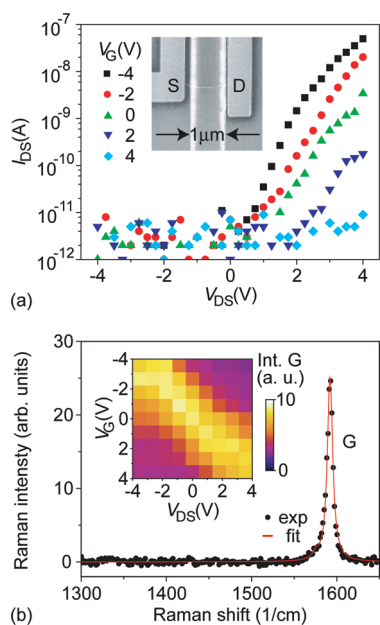 V_G(V)
-4
-2
0
2
4
S
D
1μm
I_DS(A)
10^-7
10^-8
10^-9
10^-10
10^-11
10^-12
-4 -2 0 2 4
V_DS(V)
(a)
Raman intensty (arb. units)
30
20
10
0
-4
-2
0
2
4
V_G(V)
-4 -2 0 2 4
V_DS(V)
Int. G
(a. u.)
10
0
G
exp
fit
1300 1400 1500 1600
Raman shift (1/cm)
(b)